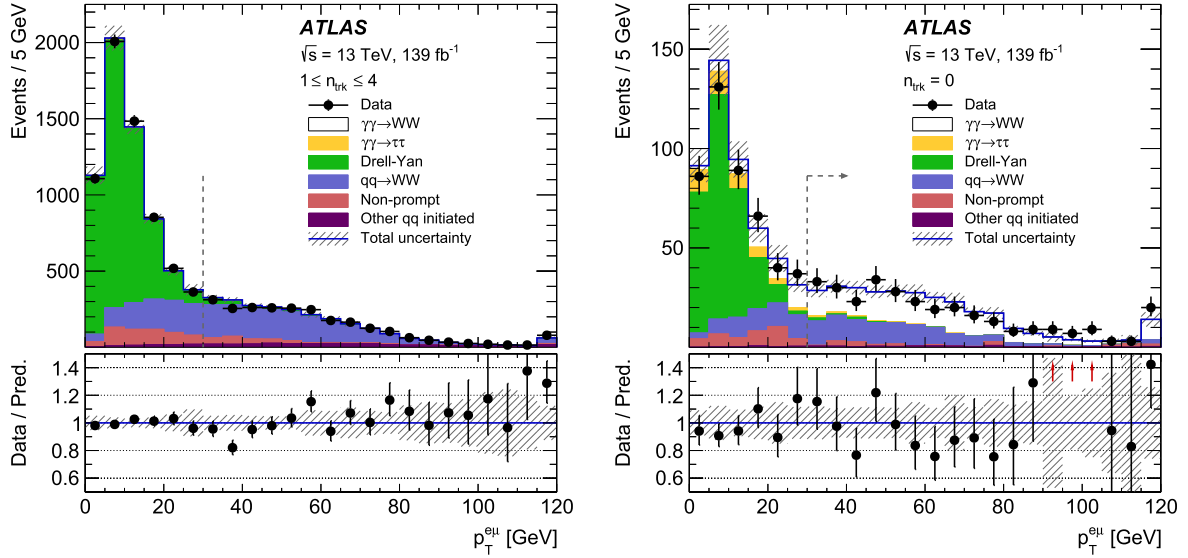 ATLAS
√s = 13 TeV, 139 fb⁻¹
1 ≤ n_trk ≤ 4
Data
γγ→WW
γγ→ττ
Drell-Yan
qq→WW
Non-prompt
Other qq initiated
Total uncertainty
Events / 5 GeV
2000
1500
1000
500
Data / Pred.
1.4
1.2
1
0.8
0.6
0 20 40 60 80 100 120
p_T^eμ [GeV]
ATLAS
√s = 13 TeV, 139 fb⁻¹
n_trk = 0
Data
γγ→WW
γγ→ττ
Drell-Yan
qq→WW
Non-prompt
Other qq initiated
Total uncertainty
Events / 5 GeV
150
100
50
Data / Pred.
1.4
1.2
1
0.8
0.6
0 20 40 60 80 100 120
p_T^eμ [GeV]